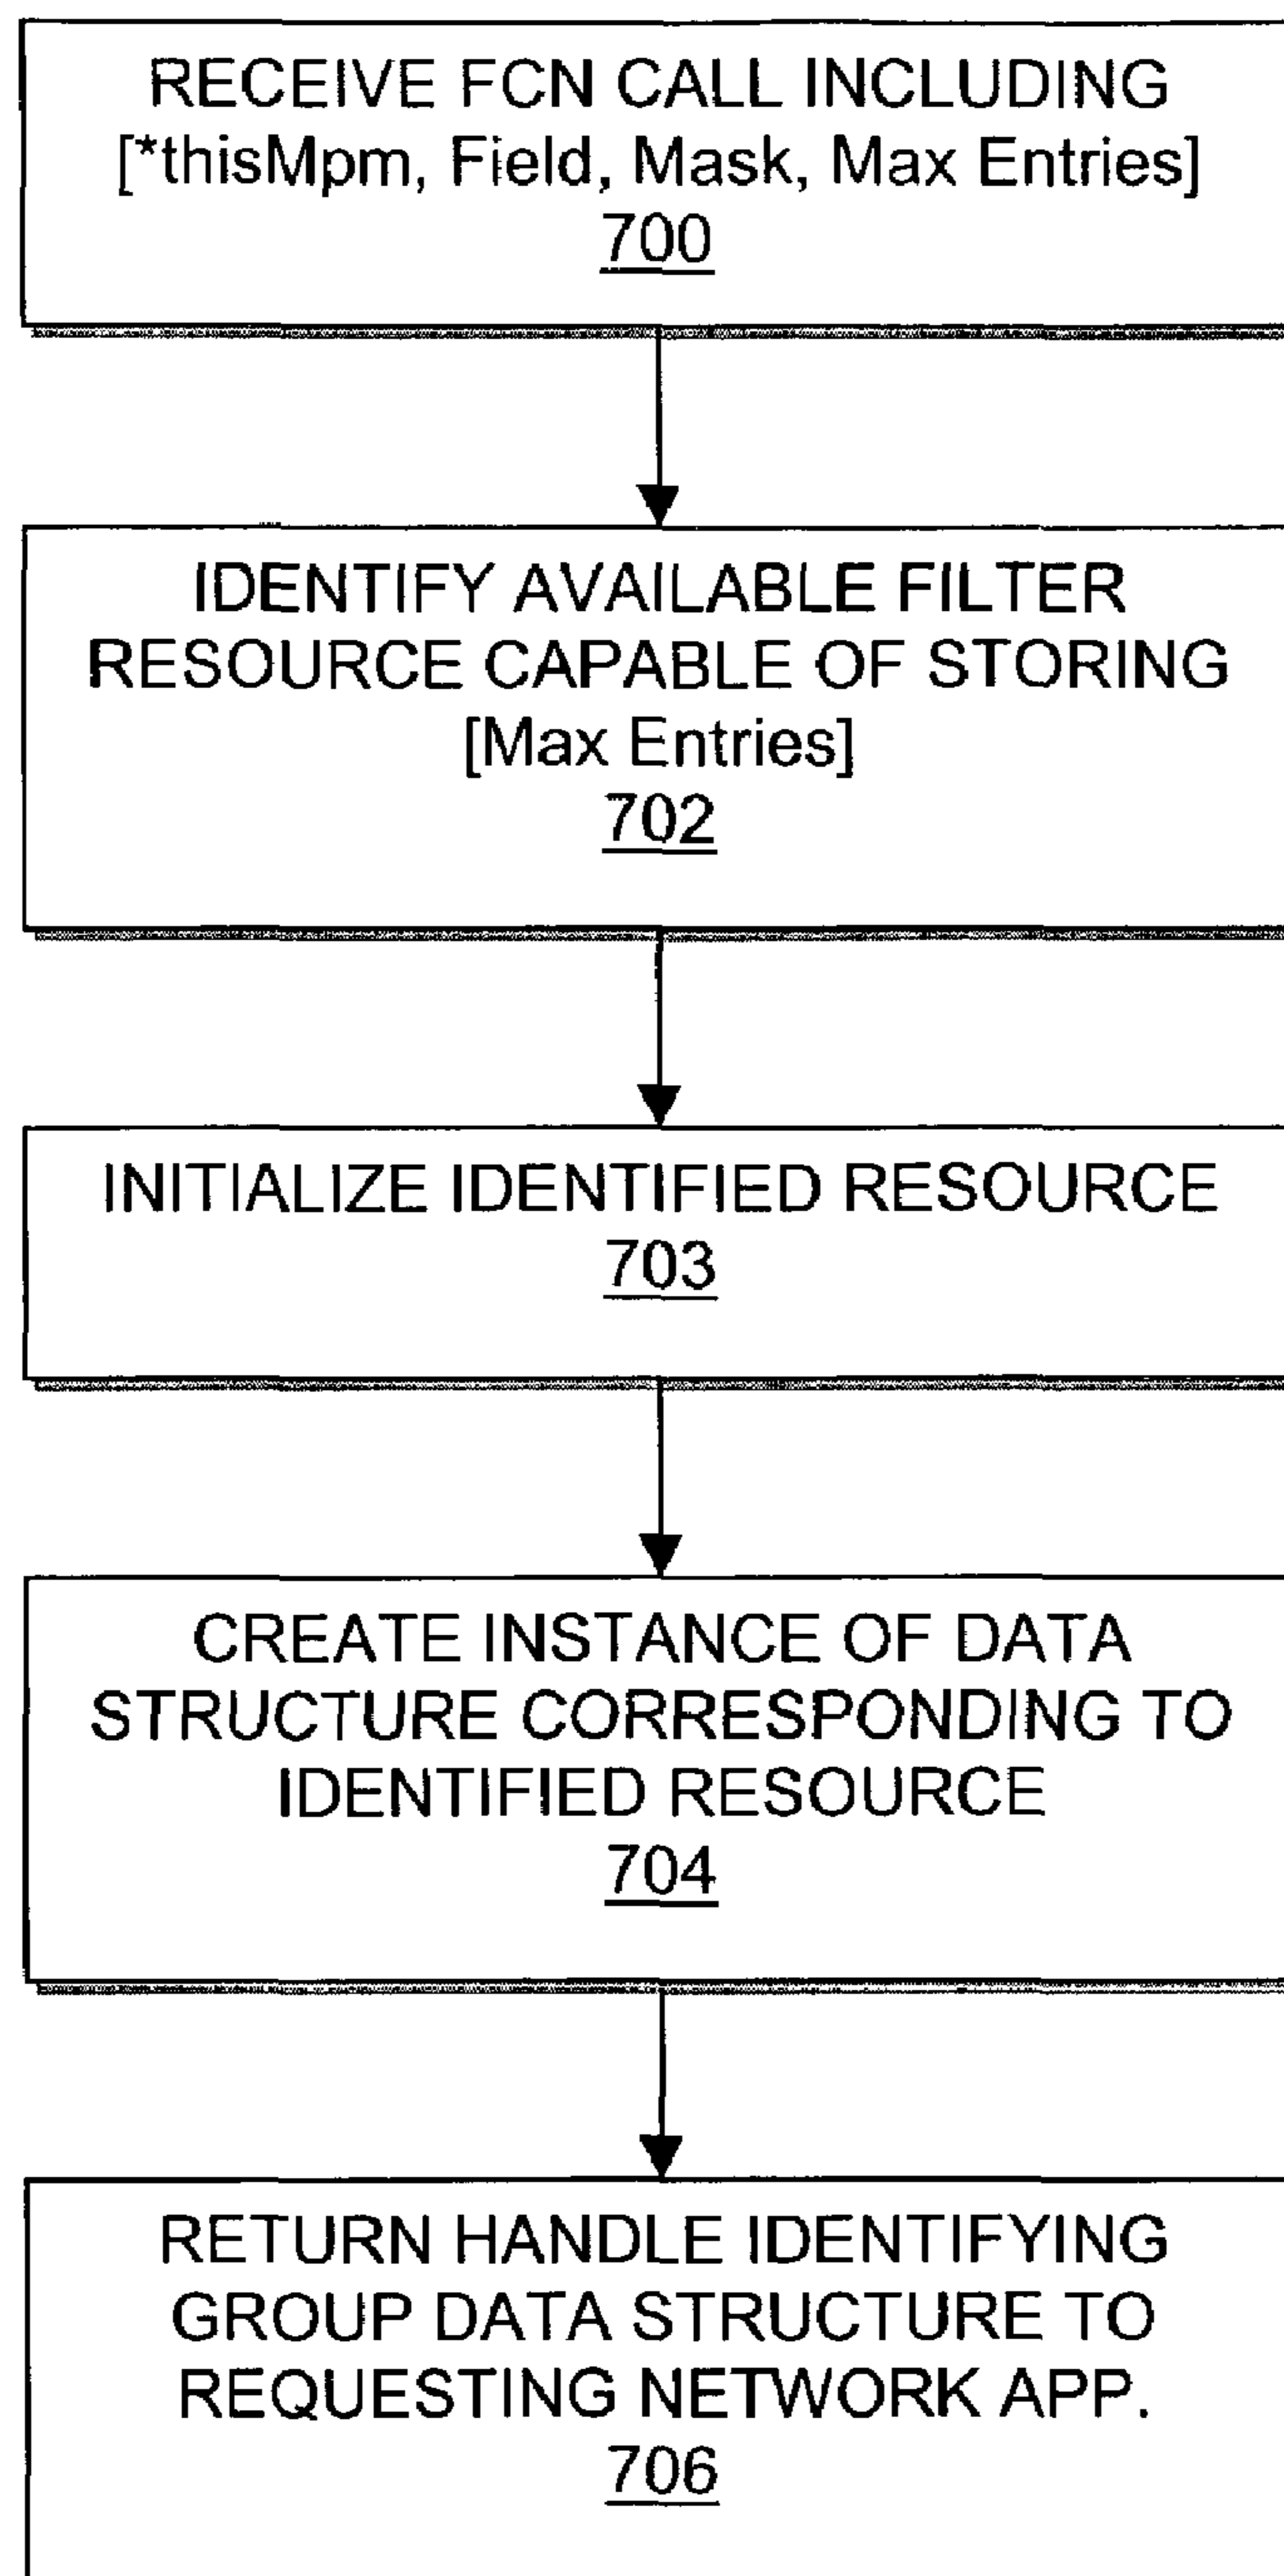 RECEIVE FCN CALL INCLUDING
[*thisMpm, Field, Mask, Max Entries]
700
IDENTIFY AVAILABLE FILTER
RESOURCE CAPABLE OF STORING
[Max Entries]
702
INITIALIZE IDENTIFIED RESOURCE
703
CREATE INSTANCE OF DATA
STRUCTURE CORRESPONDING TO
IDENTIFIED RESOURCE
704
RETURN HANDLE IDENTIFYING
GROUP DATA STRUCTURE TO
REQUESTING NETWORK APP.
706